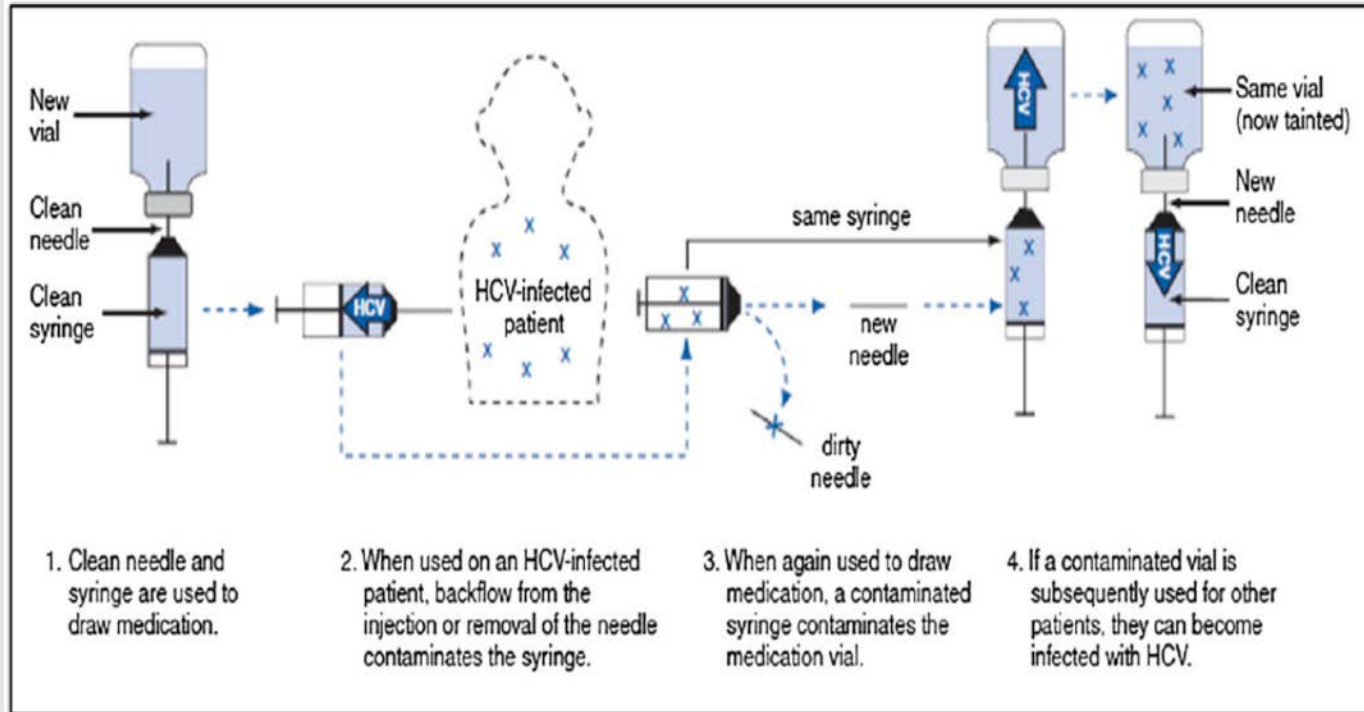 New
vial
Clean
needle
Clean
syringe
HCV
HCV-infected
patient
same syringe
new
needle
dirty
needle
HCV
HCV
Same vial
(now tainted)
New
needle
Clean
syringe
1. Clean needle and
syringe are used to
draw medication.
2. When used on an HCV-infected
patient, backflow from the
injection or removal of the needle
contaminates the syringe.
3. When again used to draw
medication, a contaminated
syringe contaminates the
medication vial.
4. If a contaminated vial is
subsequently used for other
patients, they can become
infected with HCV.